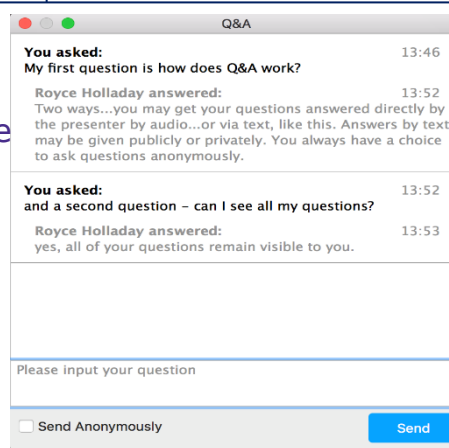 Q&A
You asked: 13:46
My first question is how does Q&A work?
Royce Holladay answered: 13:52
Two ways...you may get your questions answered directly by
the presenter by audio...or via text, like this. Answers by text
may be given publicly or privately. You always have a choice
to ask questions anonymously.
You asked: 13:52
and a second question – can I see all my questions?
Royce Holladay answered: 13:53
yes, all of your questions remain visible to you.
Please input your question
Send Anonymously
Send